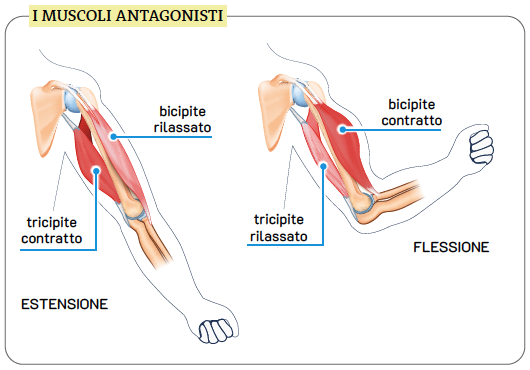 I MUSCOLI ANTAGONISTI
bicipite
rilassato
tricipite
contratto
ESTENSIONE
bicipite
contratto
tricipite
rilassato
FLESSIONE